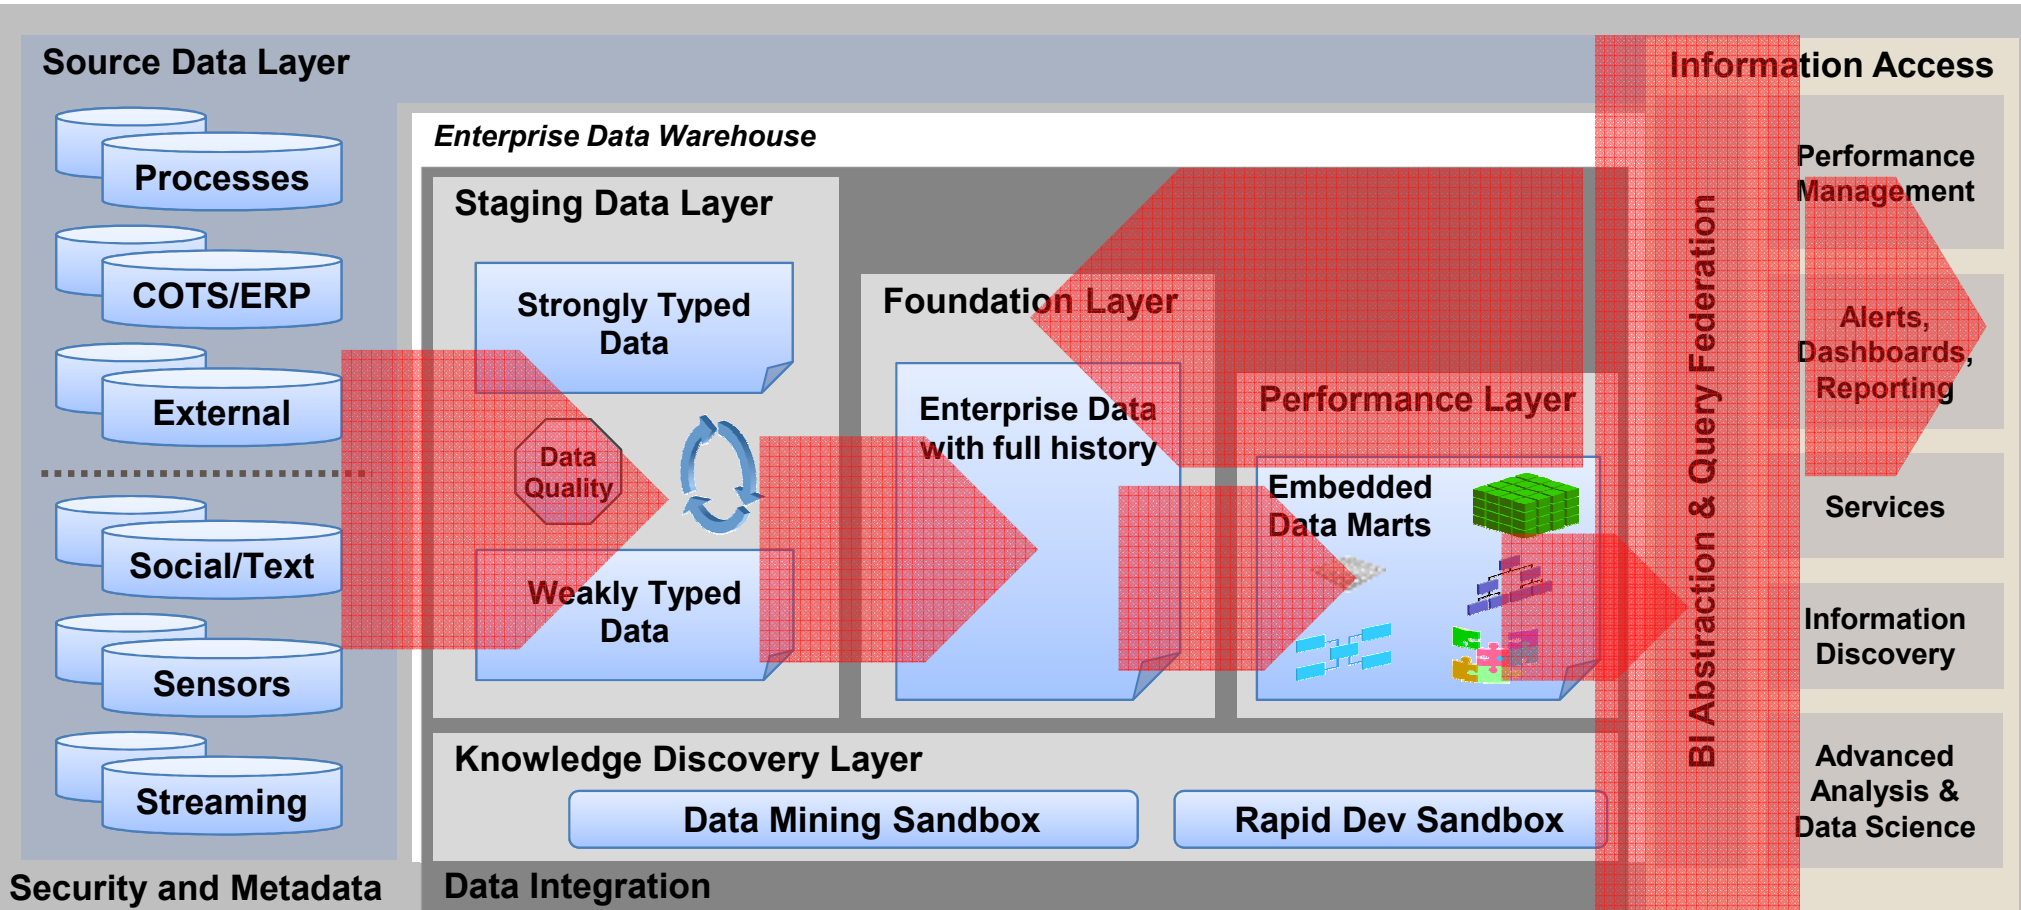 Source Data Layer
Processes
COTS/ERP
External
Social/Text
Sensors
Streaming
Security and Metadata
Enterprise Data Warehouse
Staging Data Layer
Strongly Typed
Data
Data
Quality
Weakly Typed
Data
Foundation Layer
Enterprise Data
with full history
Performance Layer
Embedded
Data Marts
Knowledge Discovery Layer
Data Mining Sandbox
Rapid Dev Sandbox
Data Integration
BI Abstraction & Query Federation
Information Access
Performance
Management
Alerts,
Dashboards,
Reporting
Services
Information
Discovery
Advanced
Analysis &
Data Science